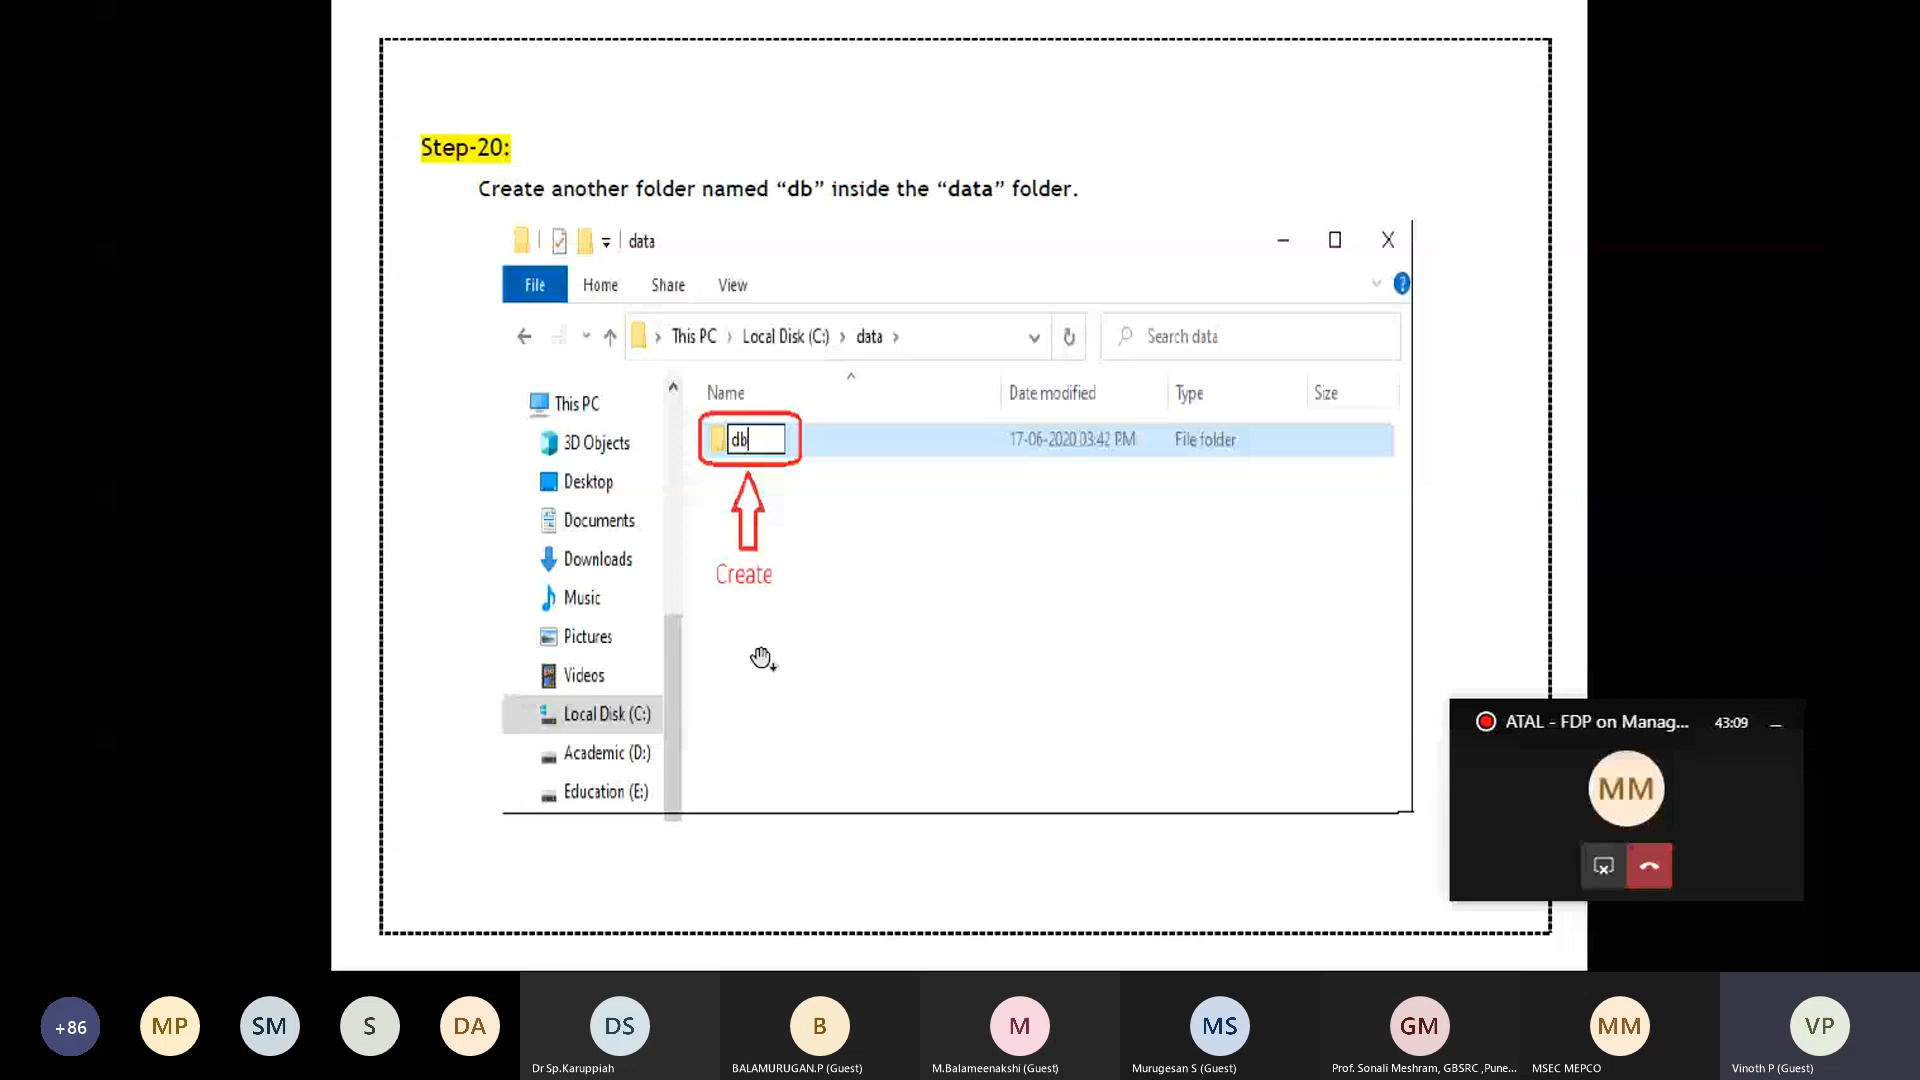 Step-20:
Create another folder named “db” inside the “data” folder.
data
File Home Share View
This PC › Local Disk (C:) › data ›
Search data
Name Date modified Type Size
db 17-06-2020 03:42 PM File folder
Create
This PC
3D Objects
Desktop
Documents
Downloads
Music
Pictures
Videos
Local Disk (C:)
Academic (D:)
Education (E:)
ATAL - FDP on Manag... 43:09
MM
+86 MP SM S DA DS B M MS GM MM VP
Dr Sp.Karuppiah BALAMURUGAN.P (Guest) M.Balameenakshi (Guest) Murugesan S (Guest) Prof. Sonali Meshram, GBSRC ,Pune... MSEC MEPCO Vinoth P (Guest)